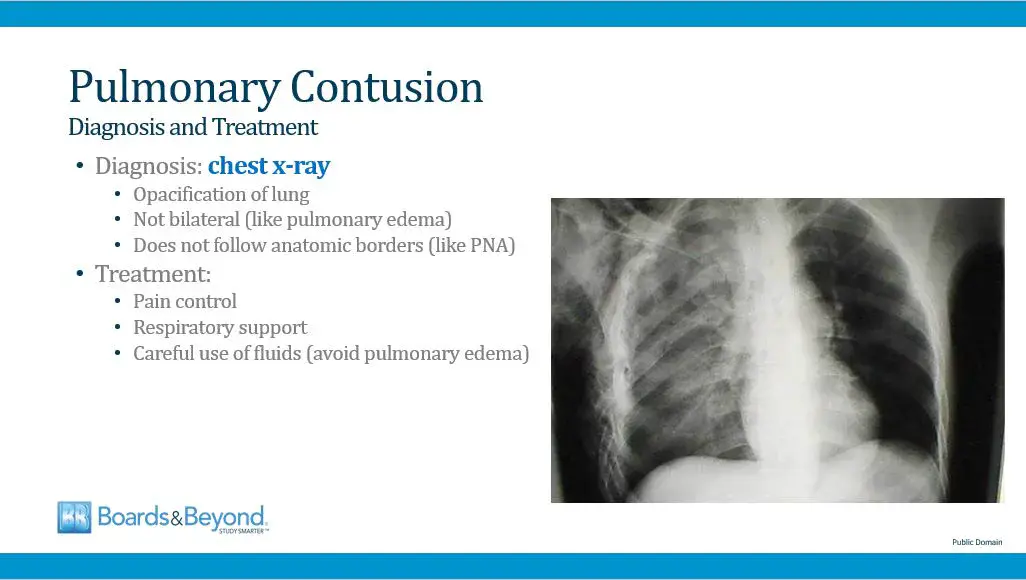 Pulmonary Contusion
Diagnosis and Treatment
• Diagnosis: chest x-ray
• Opacification of lung
• Not bilateral (like pulmonary edema)
• Does not follow anatomic borders (like PNA)
• Treatment:
• Pain control
• Respiratory support
• Careful use of fluids (avoid pulmonary edema)
BB Boards&Beyond®
STUDY SMARTER™
Public Domain